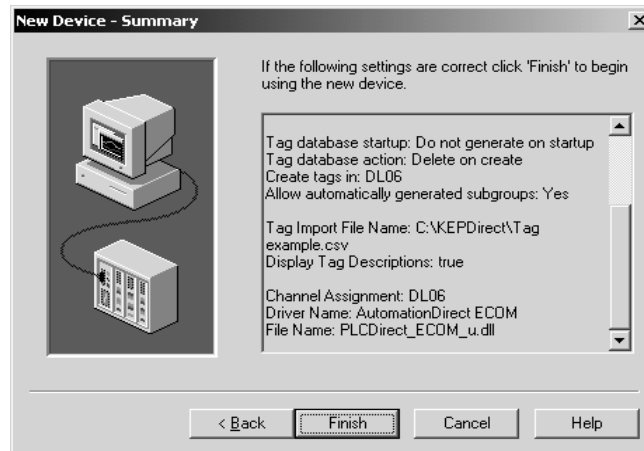 New Device - Summary
If the following settings are correct click 'Finish' to begin
using the new device.
Tag database startup: Do not generate on startup
Tag database action: Delete on create
Create tags in: DL06
Allow automatically generated subgroups: Yes
Tag Import File Name: C:\KEPDirect\Tag
example.csv
Display Tag Descriptions: true
Channel Assignment: DL06
Driver Name: AutomationDirect ECOM
File Name: PLCDirect_ECOM_u.dll
< Back
Finish
Cancel
Help